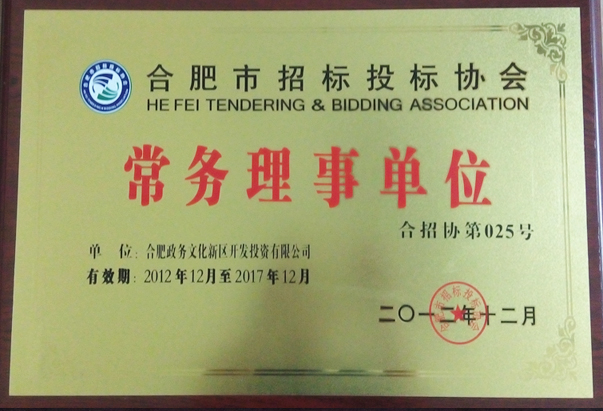 合肥市招标投标协会
HE FEI TENDERING & BIDDING ASSOCIATION
常务理事单位
合招协第025号
单 位：合肥政务文化新区开发投资有限公司
有效期：2012年12月至2017年12月
二〇一二年十二月